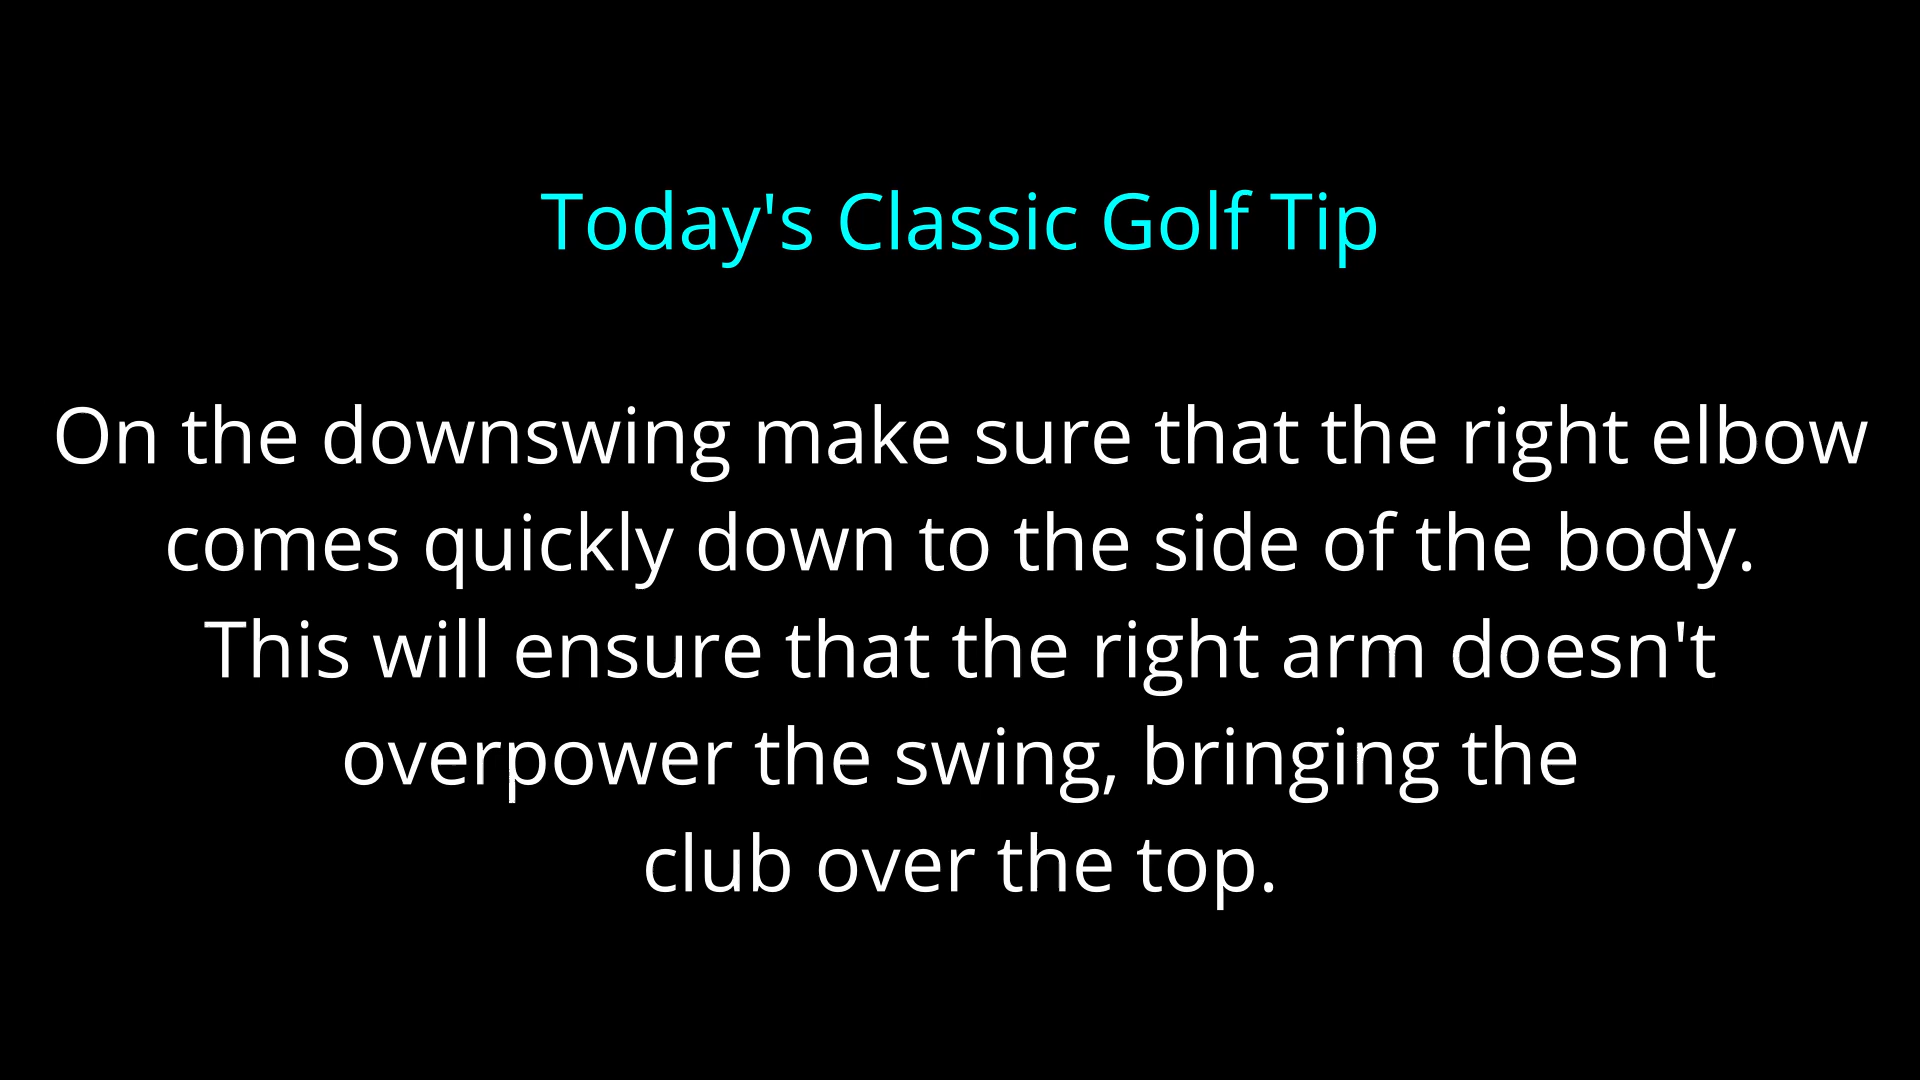 Today's Classic Golf Tip
On the downswing make sure that the right elbow
comes quickly down to the side of the body.
This will ensure that the right arm doesn't
overpower the swing, bringing the
club over the top.